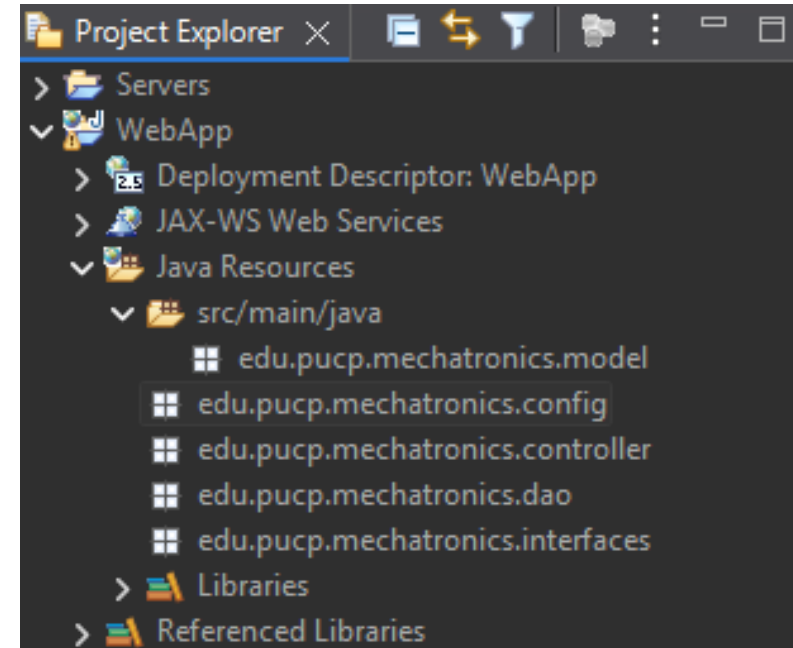 Project Explorer
Servers
WebApp
2.5 Deployment Descriptor: WebApp
JAX-WS Web Services
Java Resources
src/main/java
edu.pucp.mechatronics.model
edu.pucp.mechatronics.config
edu.pucp.mechatronics.controller
edu.pucp.mechatronics.dao
edu.pucp.mechatronics.interfaces
Libraries
Referenced Libraries